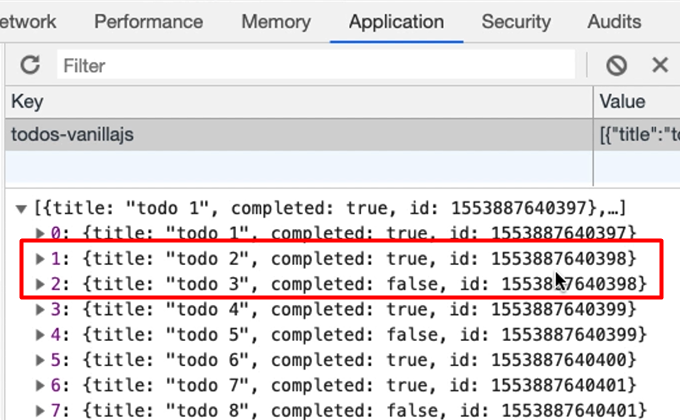 etwork Performance Memory Application Security Audits
Filter
Key Value
todos-vanillajs [{"title":"to
[{title: "todo 1", completed: true, id: 1553887640397},…]
0: {title: "todo 1", completed: true, id: 1553887640397}
1: {title: "todo 2", completed: true, id: 1553887640398}
2: {title: "todo 3", completed: false, id: 1553887640398}
3: {title: "todo 4", completed: true, id: 1553887640399}
4: {title: "todo 5", completed: false, id: 1553887640399}
5: {title: "todo 6", completed: true, id: 1553887640400}
6: {title: "todo 7", completed: true, id: 1553887640401}
7: {title: "todo 8", completed: false, id: 1553887640401}